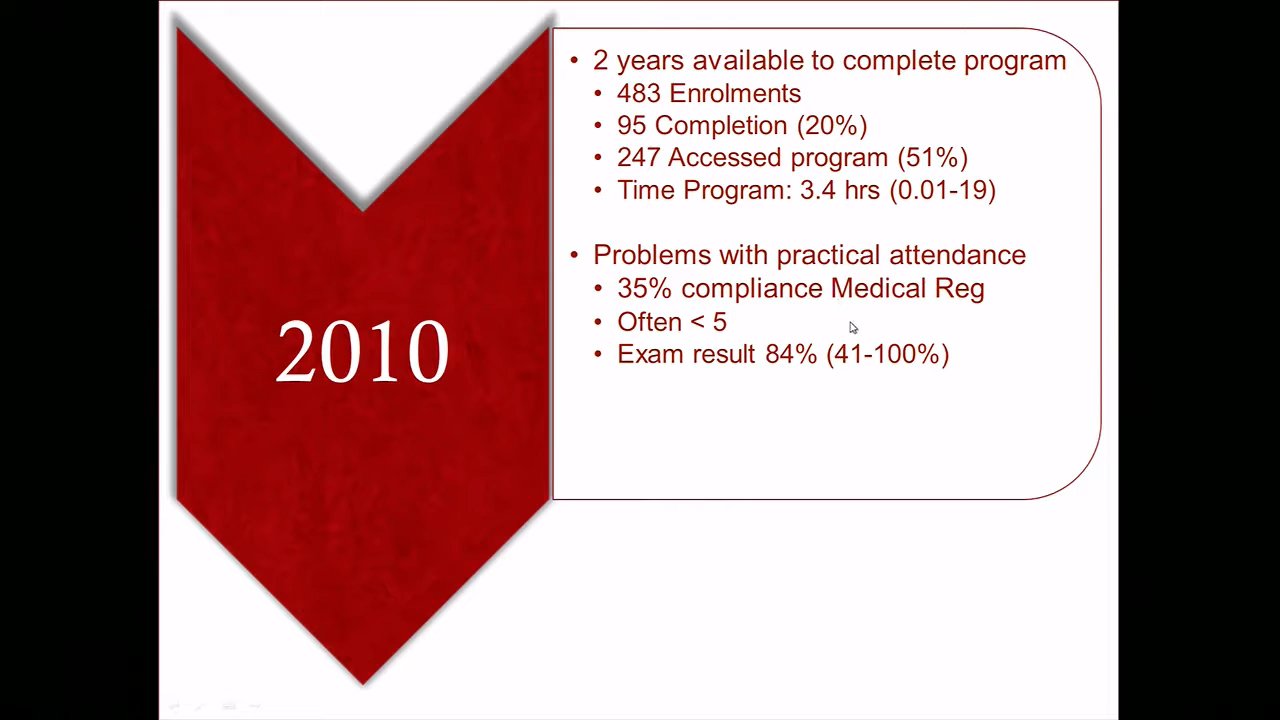 2010
• 2 years available to complete program
• 483 Enrolments
• 95 Completion (20%)
• 247 Accessed program (51%)
• Time Program: 3.4 hrs (0.01-19)
• Problems with practical attendance
• 35% compliance Medical Reg
• Often < 5
• Exam result 84% (41-100%)